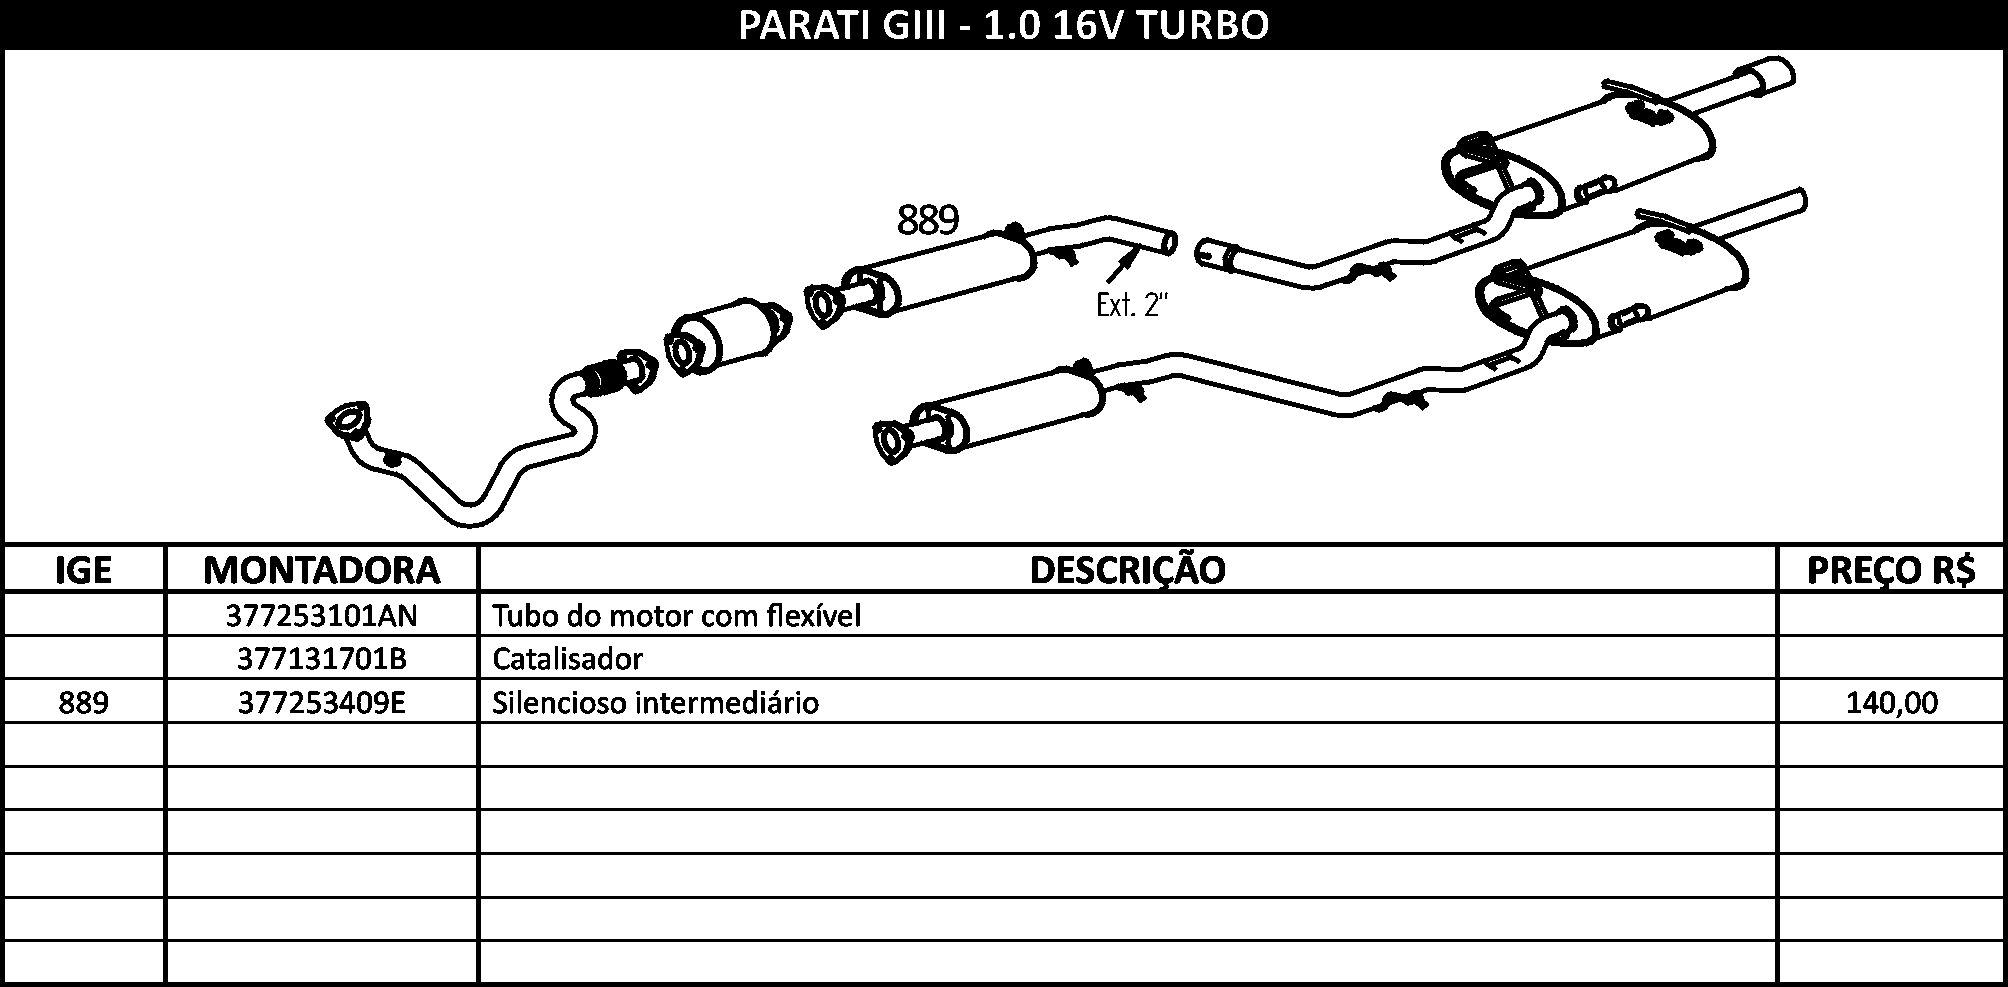 PARATI GIII - 1.0 16V TURBO
889
Ext. 2"
IGE MONTADORA DESCRIÇÃO PREÇO R$
377253101AN Tubo do motor com flexível
377131701B Catalisador
889 377253409E Silencioso intermediário 140,00